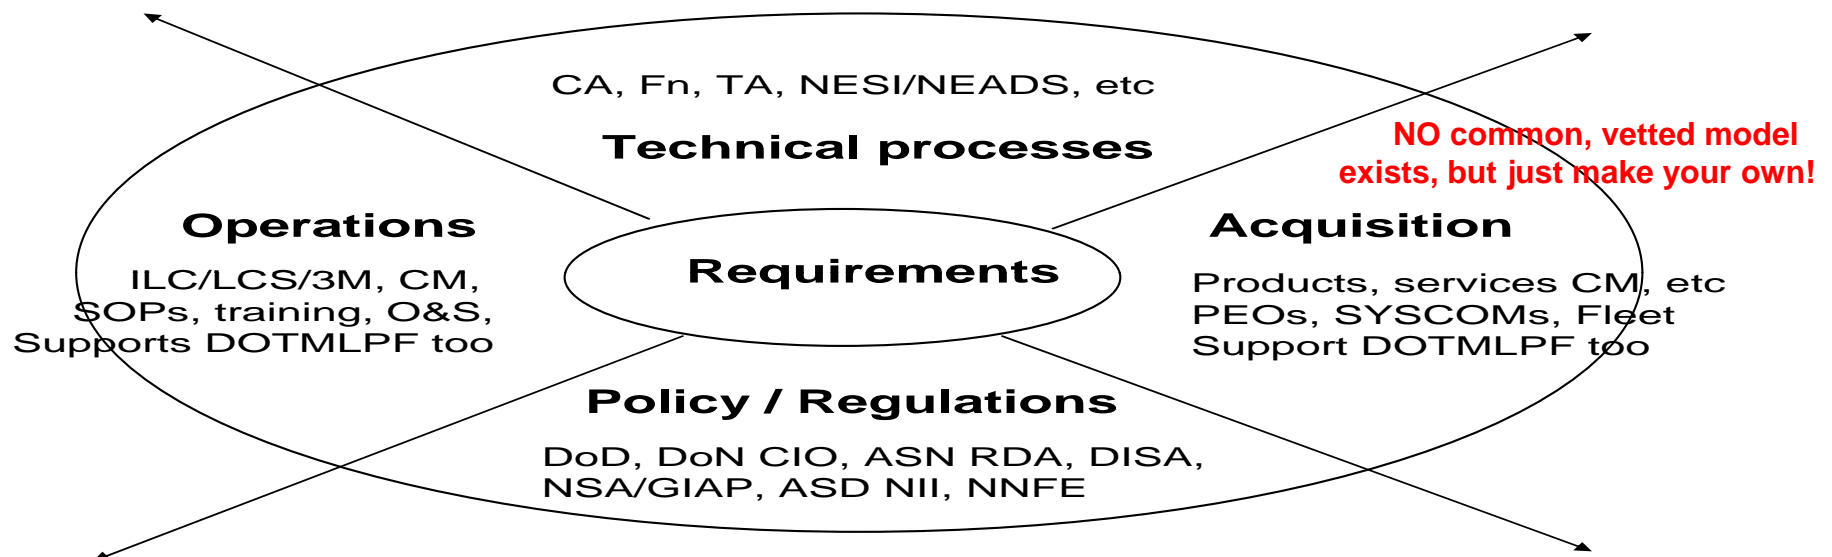 CA, Fn, TA, NESI/NEADS, etc
Technical processes
NO common, vetted model
exists, but just make your own!
Operations
ILC/LCS/3M, CM,
SOPs, training, O&S,
Supports DOTMLPF too
Requirements
Acquisition
Products, services CM, etc
PEOs, SYSCOMs, Fleet
Support DOTMLPF too
Policy / Regulations
DoD, DoN CIO, ASN RDA, DISA,
NSA/GIAP, ASD NII, NNFE